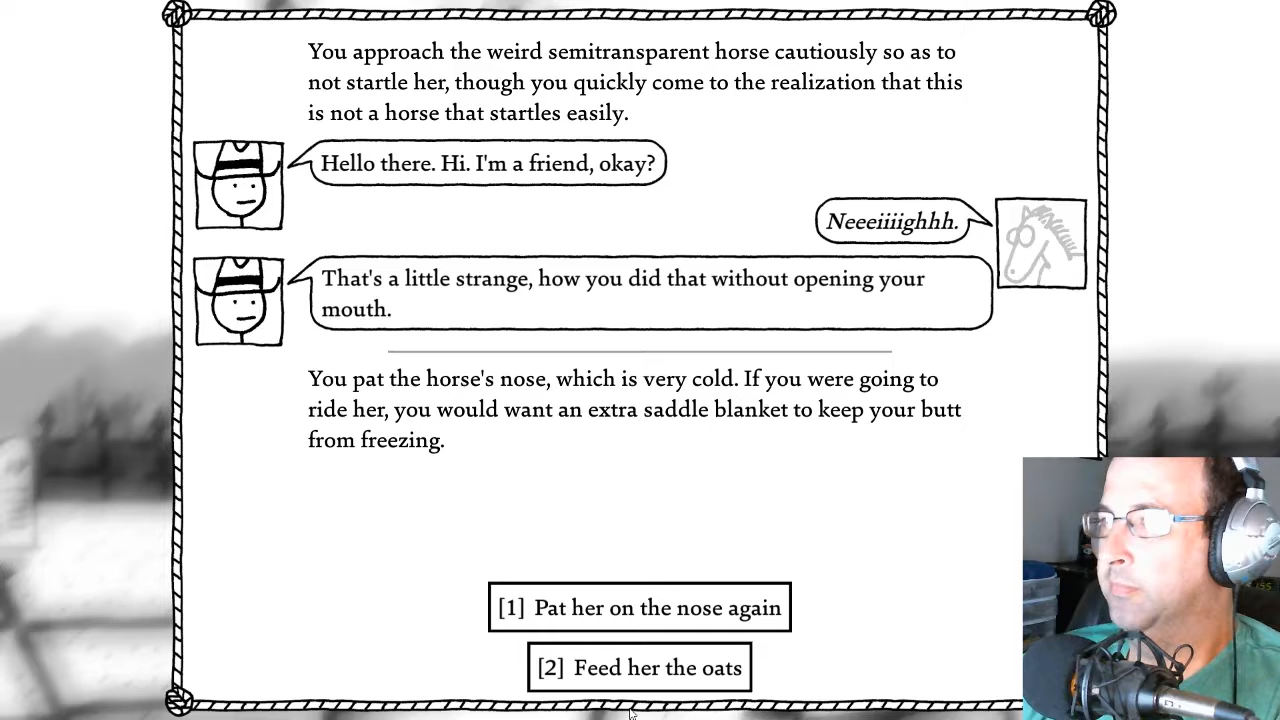 You approach the weird semitransparent horse cautiously so as to
not startle her, though you quickly come to the realization that this
is not a horse that startles easily.
Hello there. Hi. I'm a friend, okay?
Neeeiiiighhh.
That's a little strange, how you did that without opening your
mouth.
You pat the horse's nose, which is very cold. If you were going to
ride her, you would want an extra saddle blanket to keep your butt
from freezing.
[1] Pat her on the nose again
[2] Feed her the oats